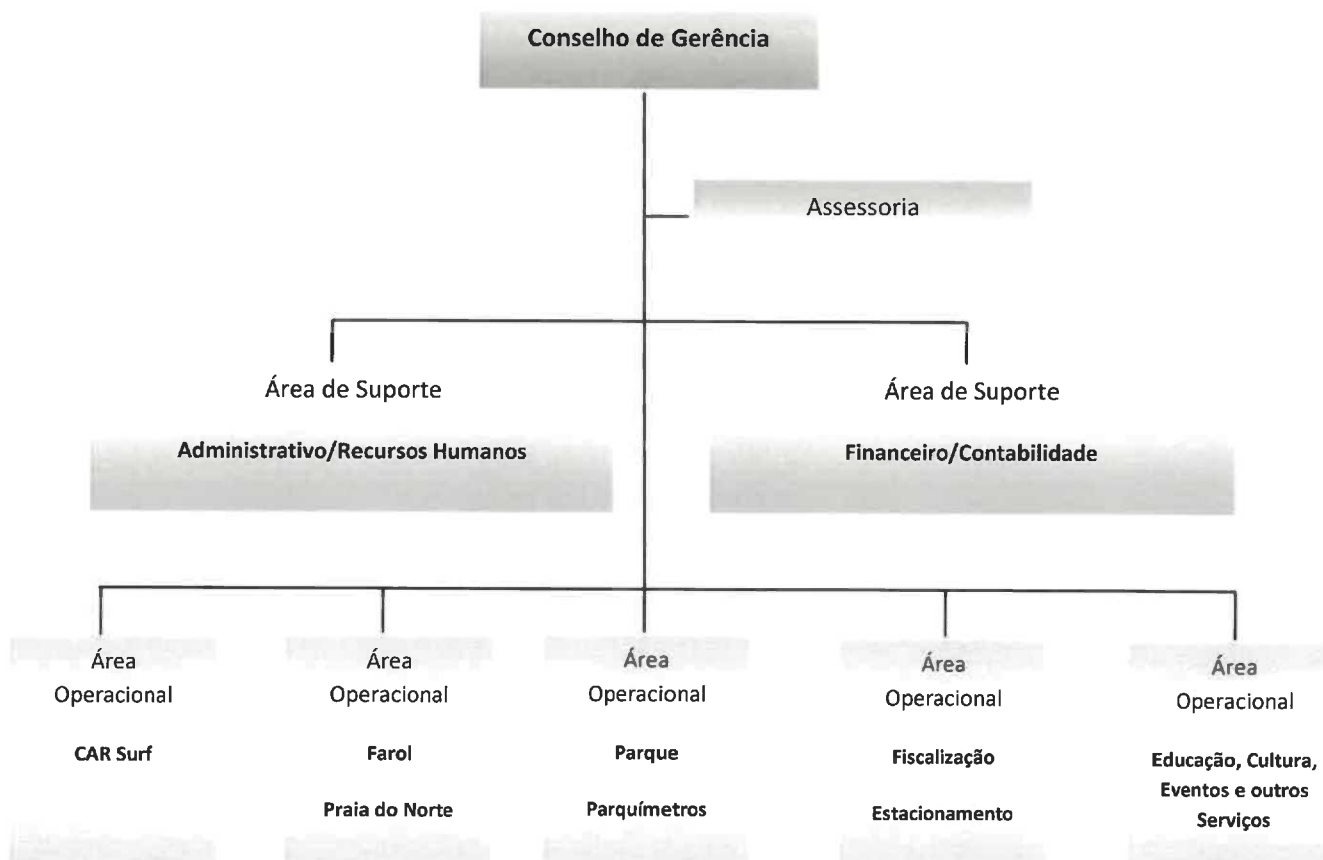 Conselho de Gerência
Assessoria
Área de Suporte
Administrativo/Recursos Humanos
Área de Suporte
Financeiro/Contabilidade
Área
Operacional
CAR Surf
Área
Operacional
Farol
Praia do Norte
Área
Operacional
Parque
Parquímetros
Área
Operacional
Fiscalização
Estacionamento
Área
Operacional
Educação, Cultura,
Eventos e outros
Serviços